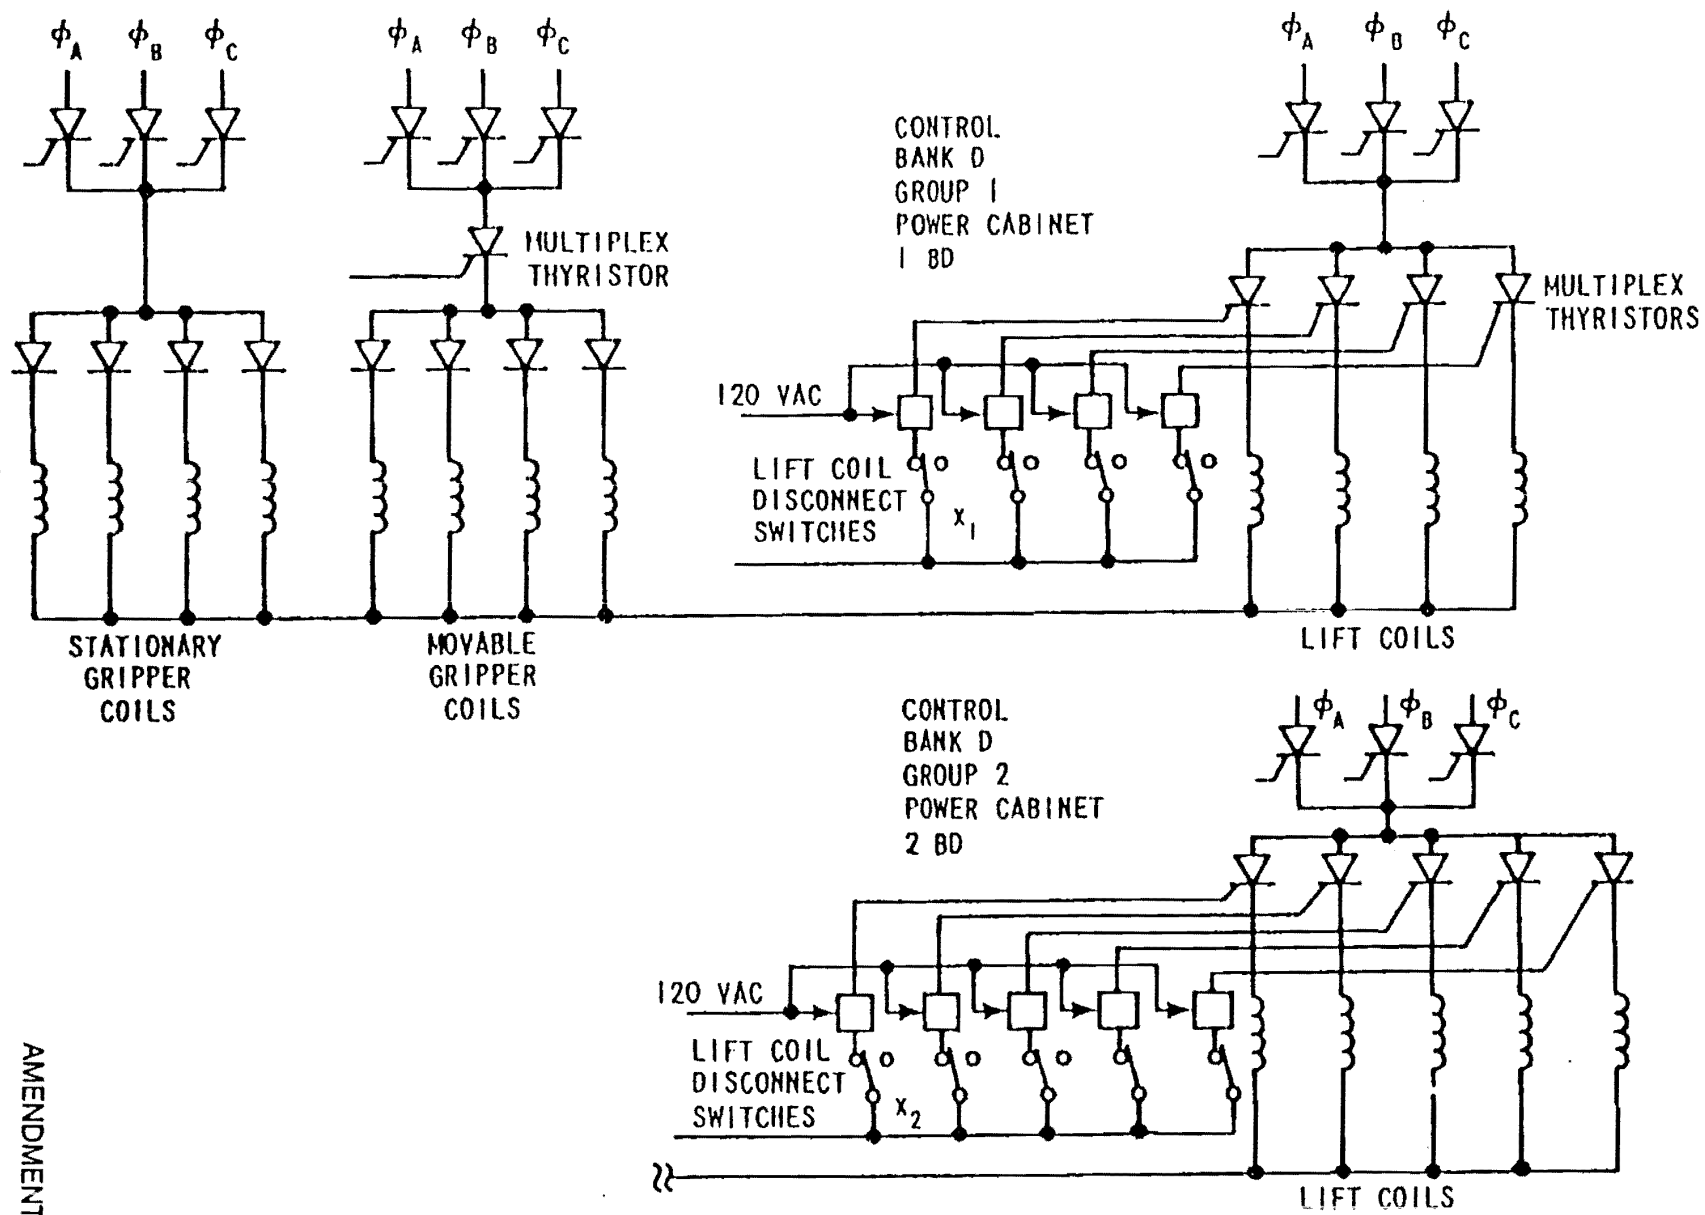 ϕA ϕB ϕC
ϕA ϕB ϕC
ϕA ϕB ϕC
CONTROL
BANK D
GROUP 1
POWER CABINET
1 BD
MULTIPLEX
THYRISTOR
MULTIPLEX
THYRISTORS
120 VAC
LIFT COIL
DISCONNECT
SWITCHES
X1
STATIONARY
GRIPPER
COILS
MOVABLE
GRIPPER
COILS
LIFT COILS
CONTROL
BANK D
GROUP 2
POWER CABINET
2 BD
ϕA ϕB ϕC
120 VAC
LIFT COIL
DISCONNECT
SWITCHES
X2
LIFT COILS
AMENDMENT